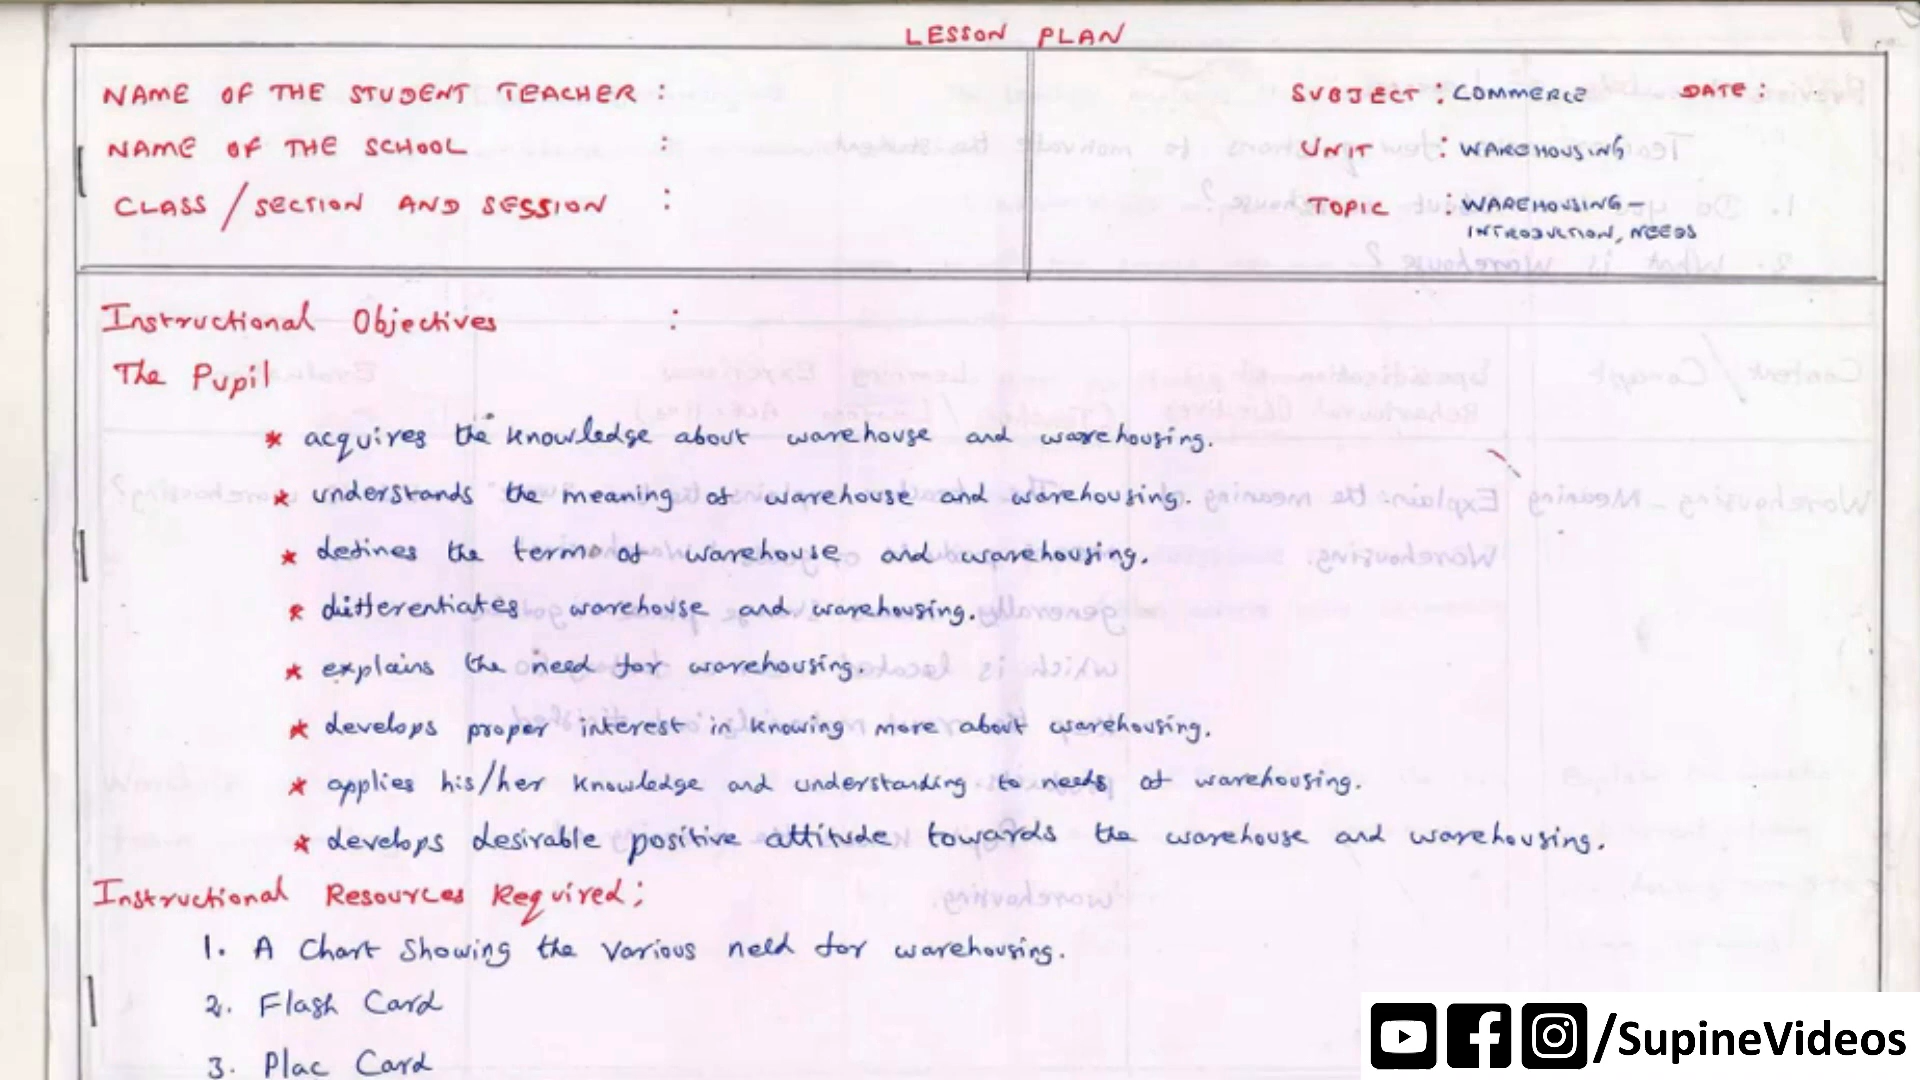 LESSON PLAN
NAME OF THE STUDENT TEACHER :
NAME OF THE SCHOOL :
CLASS / SECTION AND SESSION :
SUBJECT : COMMERCE DATE :
UNIT : WAREHOUSING
TOPIC : WAREHOUSING -
INTRODUCTION, NEEDS
Instructional Objectives :
The Pupil
* acquires the knowledge about warehouse and warehousing.
* understands the meaning of warehouse and warehousing.
* defines the term of warehouse and warehousing.
* differentiates warehouse and warehousing.
* explains the need for warehousing.
* develops proper interest in knowing more about warehousing.
* applies his/her knowledge and understanding to needs of warehousing.
* develops desirable positive attitude towards the warehouse and warehousing.
Instructional Resources Required ;
1. A Chart Showing the Various need for warehousing.
2. Flash Card
3. Plac Card
/SupineVideos